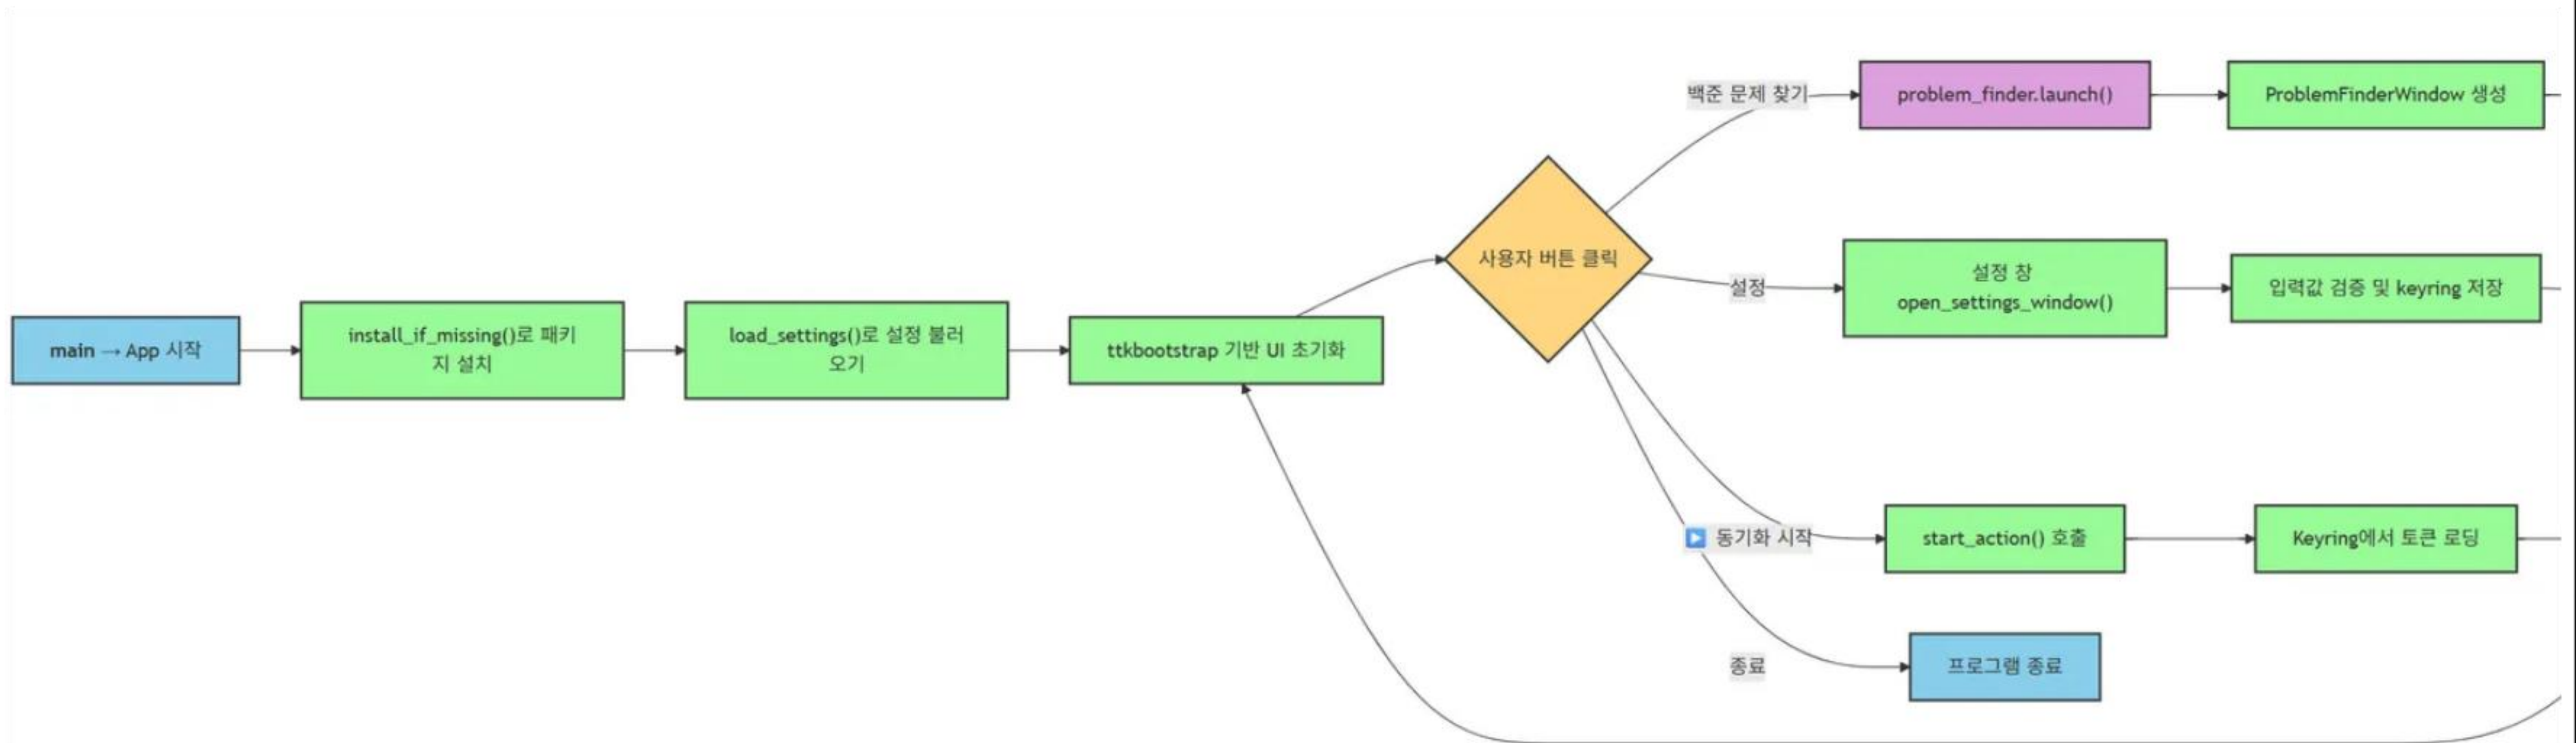 백준 문제 찾기
problem_finder.launch()
ProblemFinderWindow 생성
사용자 버튼 클릭
설정
설정 창
open_settings_window()
입력값 검증 및 keyring 저장
main → App 시작
install_if_missing()로 패키
지 설치
load_settings()로 설정 불러
오기
ttkbootstrap 기반 UI 초기화
▶️ 동기화 시작
start_action() 호출
Keyring에서 토큰 로딩
종료
프로그램 종료